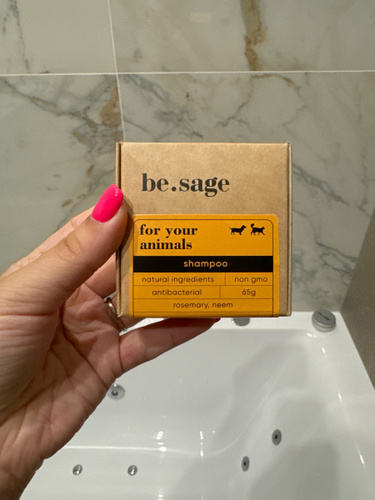 be.sage
for your
animals
shampoo
natural ingredients non gmo
antibacterial 65g
rosemary, neem